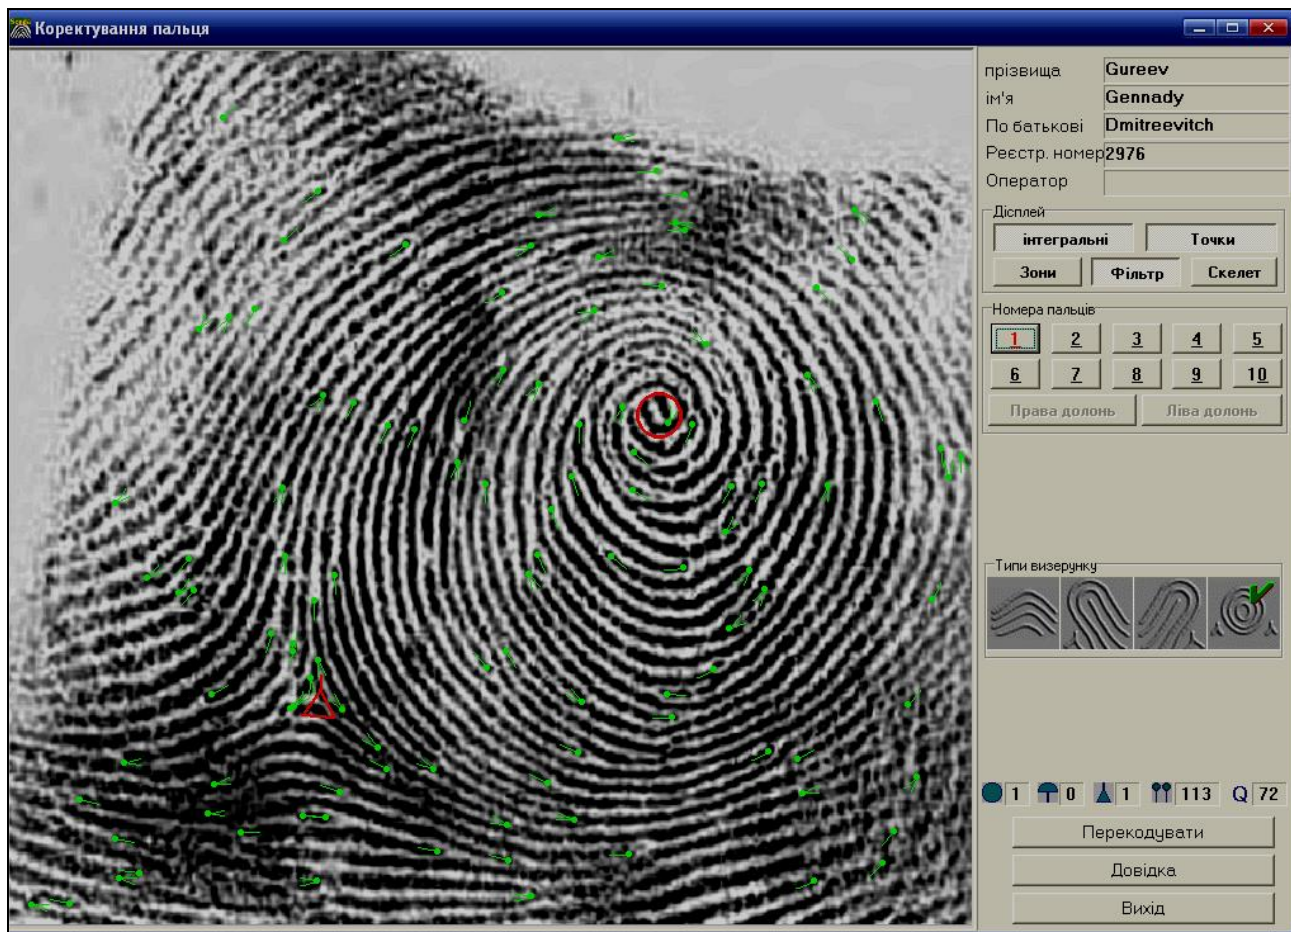 Коректування пальця
прізвища Gureev
ім'я Gennady
По батькові Dmitreevitch
Реєстр. номер 2976
Оператор
Дісплей
інтегральні Точки
Зони Фільтр Скелет
Номера пальців
1 2 3 4 5
6 7 8 9 10
Права долонь Ліва долонь
Типи визерунку
1 0 1 113 Q 72
Перекодувати
Довідка
Вихід